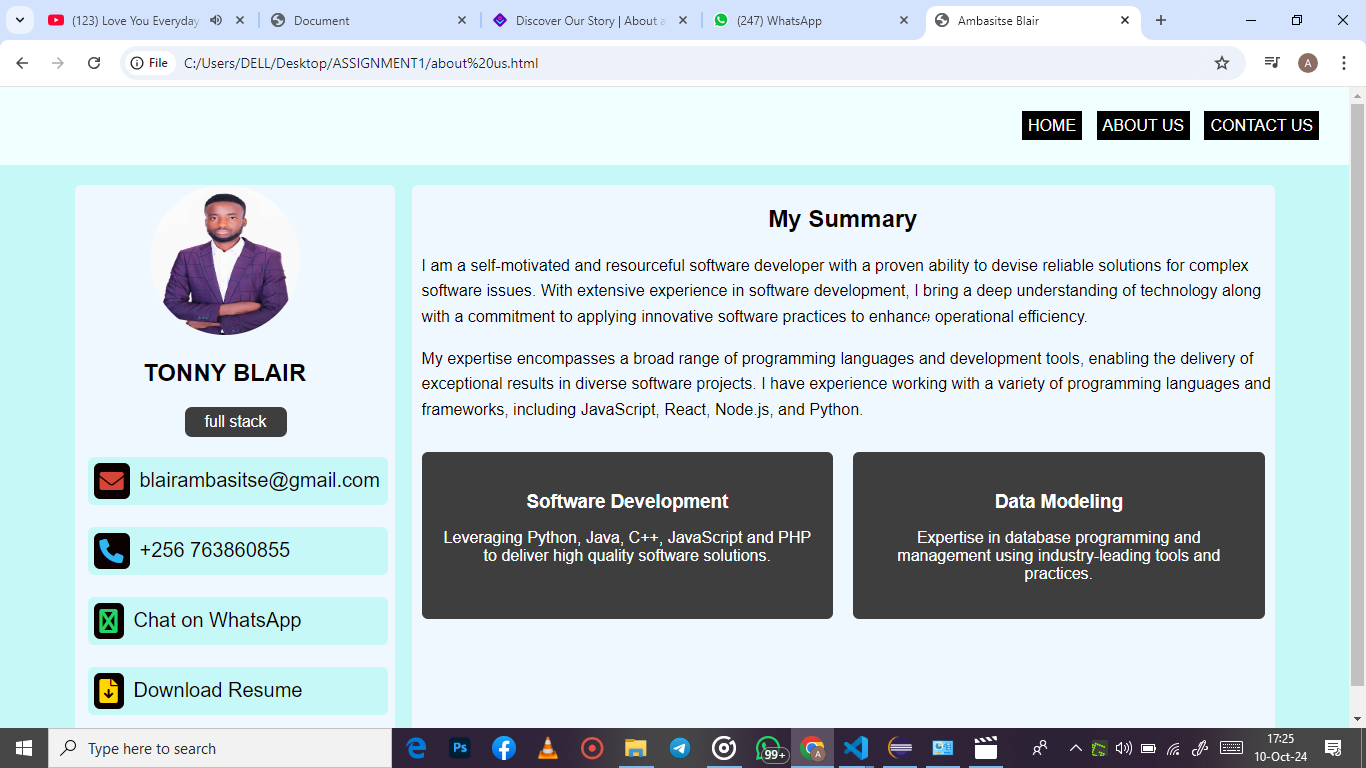 (123) Love You Everyday
Document
Discover Our Story | About a
(247) WhatsApp
Ambasitse Blair
File
C:/Users/DELL/Desktop/ASSIGNMENT1/about%20us.html
A
HOME
ABOUT US
CONTACT US
TONNY BLAIR
full stack
blairambasitse@gmail.com
+256 763860855
Chat on WhatsApp
Download Resume
My Summary
I am a self-motivated and resourceful software developer with a proven ability to devise reliable solutions for complex
software issues. With extensive experience in software development, I bring a deep understanding of technology along
with a commitment to applying innovative software practices to enhance operational efficiency.
My expertise encompasses a broad range of programming languages and development tools, enabling the delivery of
exceptional results in diverse software projects. I have experience working with a variety of programming languages and
frameworks, including JavaScript, React, Node.js, and Python.
Software Development
Leveraging Python, Java, C++, JavaScript and PHP
to deliver high quality software solutions.
Data Modeling
Expertise in database programming and
management using industry-leading tools and
practices.
Type here to search
Ps
99+
A
17:25
10-Oct-24